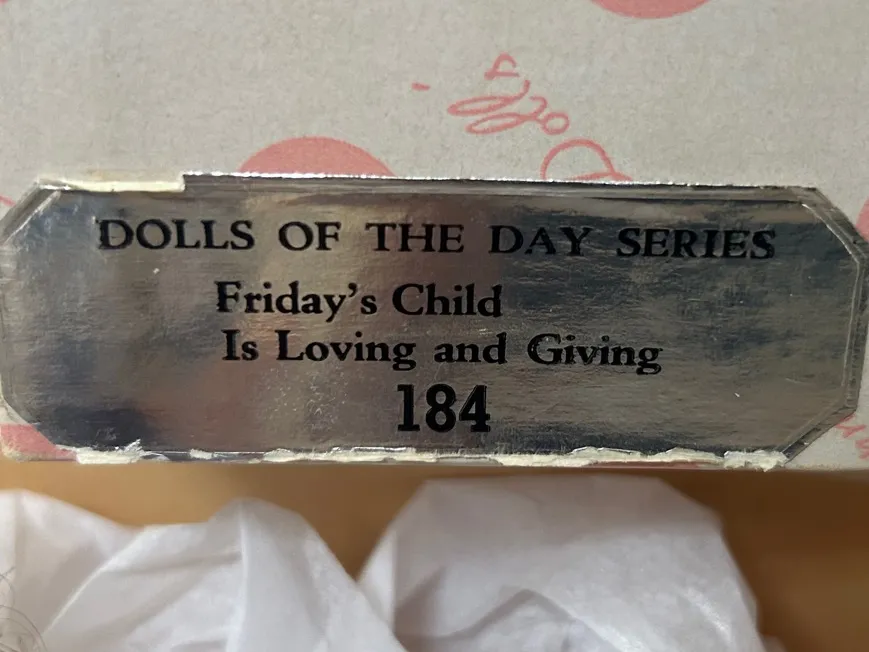 DOLLS OF THE DAY SERIES
Friday's Child
Is Loving and Giving
184